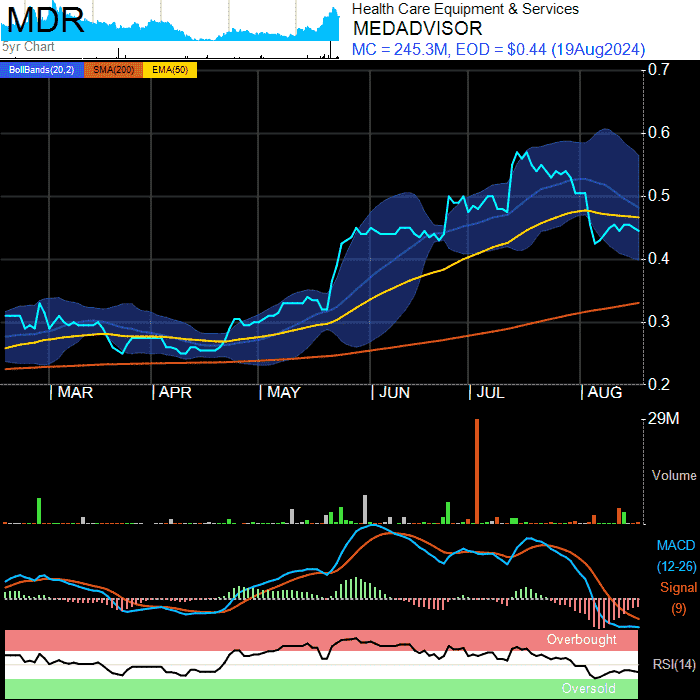 MDR
5yr Chart
Health Care Equipment & Services
MEDADVISOR
MC = 245.3M, EOD = $0.44 (19Aug2024)
BollBands(20,2) SMA(200) EMA(50)
0.7
0.6
0.5
0.4
0.3
0.2
MAR APR MAY JUN JUL AUG
29M
Volume
MACD
(12-26)
Signal
(9)
Overbought
RSI(14)
Oversold